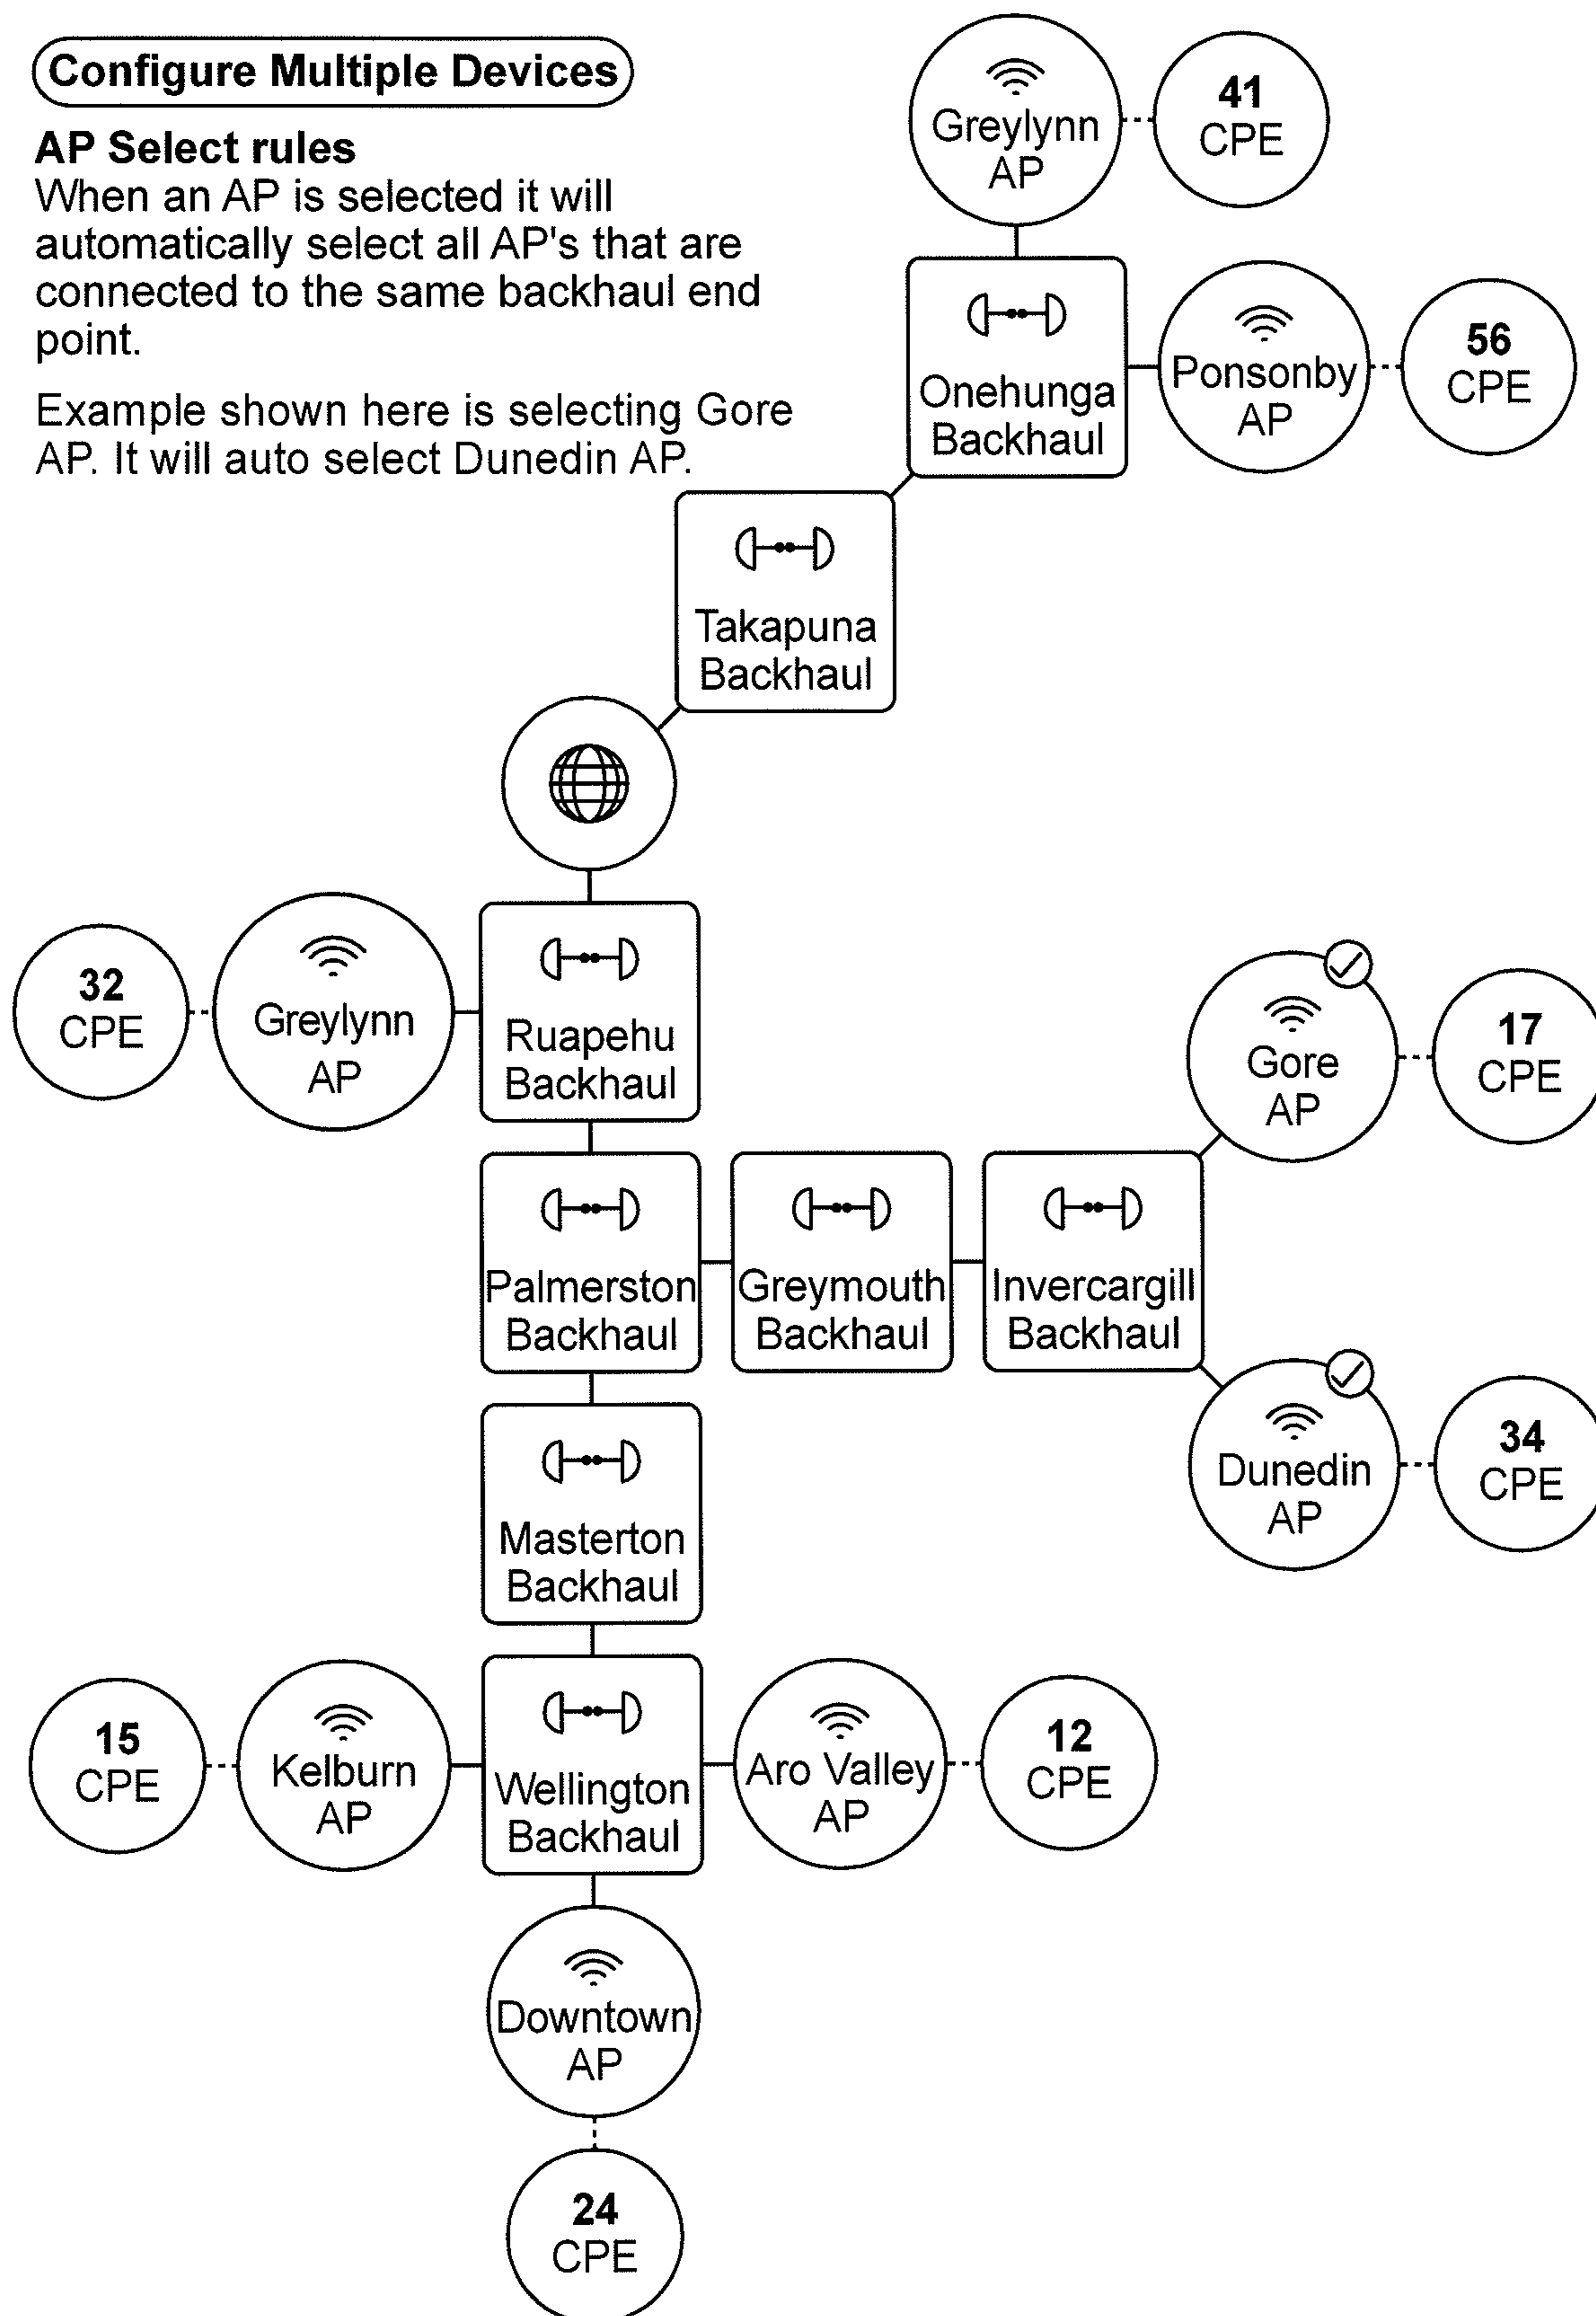 Configure Multiple Devices
AP Select rules
When an AP is selected it will
automatically select all AP's that are
connected to the same backhaul end
point.
Example shown here is selecting Gore
AP. It will auto select Dunedin AP.
Greylynn
AP
41
CPE
Onehunga
Backhaul
Ponsonby
AP
56
CPE
Takapuna
Backhaul
32
CPE
Greylynn
AP
Ruapehu
Backhaul
Gore
AP
17
CPE
Palmerston
Backhaul
Greymouth
Backhaul
Invercargill
Backhaul
Dunedin
AP
34
CPE
Masterton
Backhaul
15
CPE
Kelburn
AP
Wellington
Backhaul
Aro Valley
AP
12
CPE
Downtown
AP
24
CPE